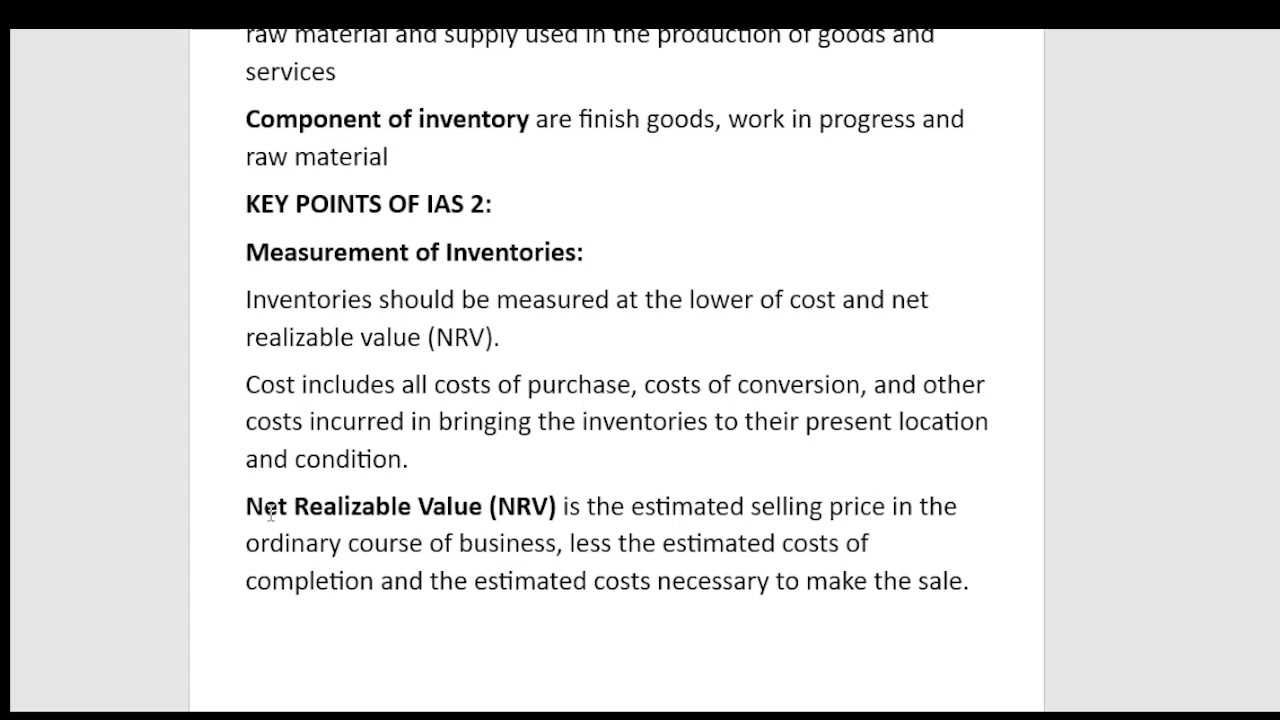 raw material and supply used in the production of goods and
services
Component of inventory are finish goods, work in progress and
raw material
KEY POINTS OF IAS 2:
Measurement of Inventories:
Inventories should be measured at the lower of cost and net
realizable value (NRV).
Cost includes all costs of purchase, costs of conversion, and other
costs incurred in bringing the inventories to their present location
and condition.
Net Realizable Value (NRV) is the estimated selling price in the
ordinary course of business, less the estimated costs of
completion and the estimated costs necessary to make the sale.